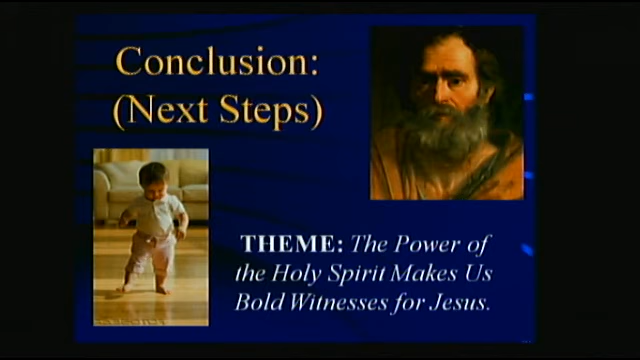 Conclusion:
(Next Steps)
THEME: The Power of
the Holy Spirit Makes Us
Bold Witnesses for Jesus.